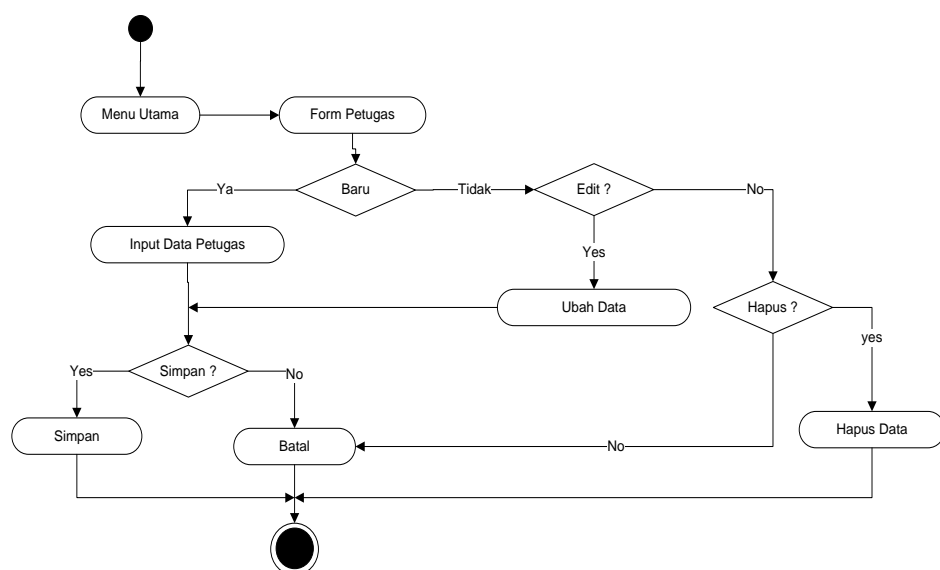 Menu Utama
Form Petugas
Ya
Baru
Tidak
Edit ?
No
Input Data Petugas
Yes
Ubah Data
Hapus ?
yes
Yes
Simpan ?
No
Simpan
Batal
No
Hapus Data